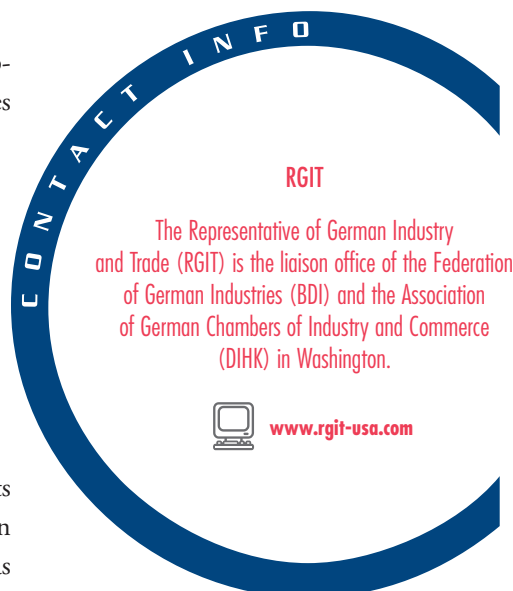 CONTACT INFO
RGIT
The Representative of German Industry
and Trade (RGIT) is the liaison office of the Federation
of German Industries (BDI) and the Association
of German Chambers of Industry and Commerce
(DIHK) in Washington.
www.rgit-usa.com